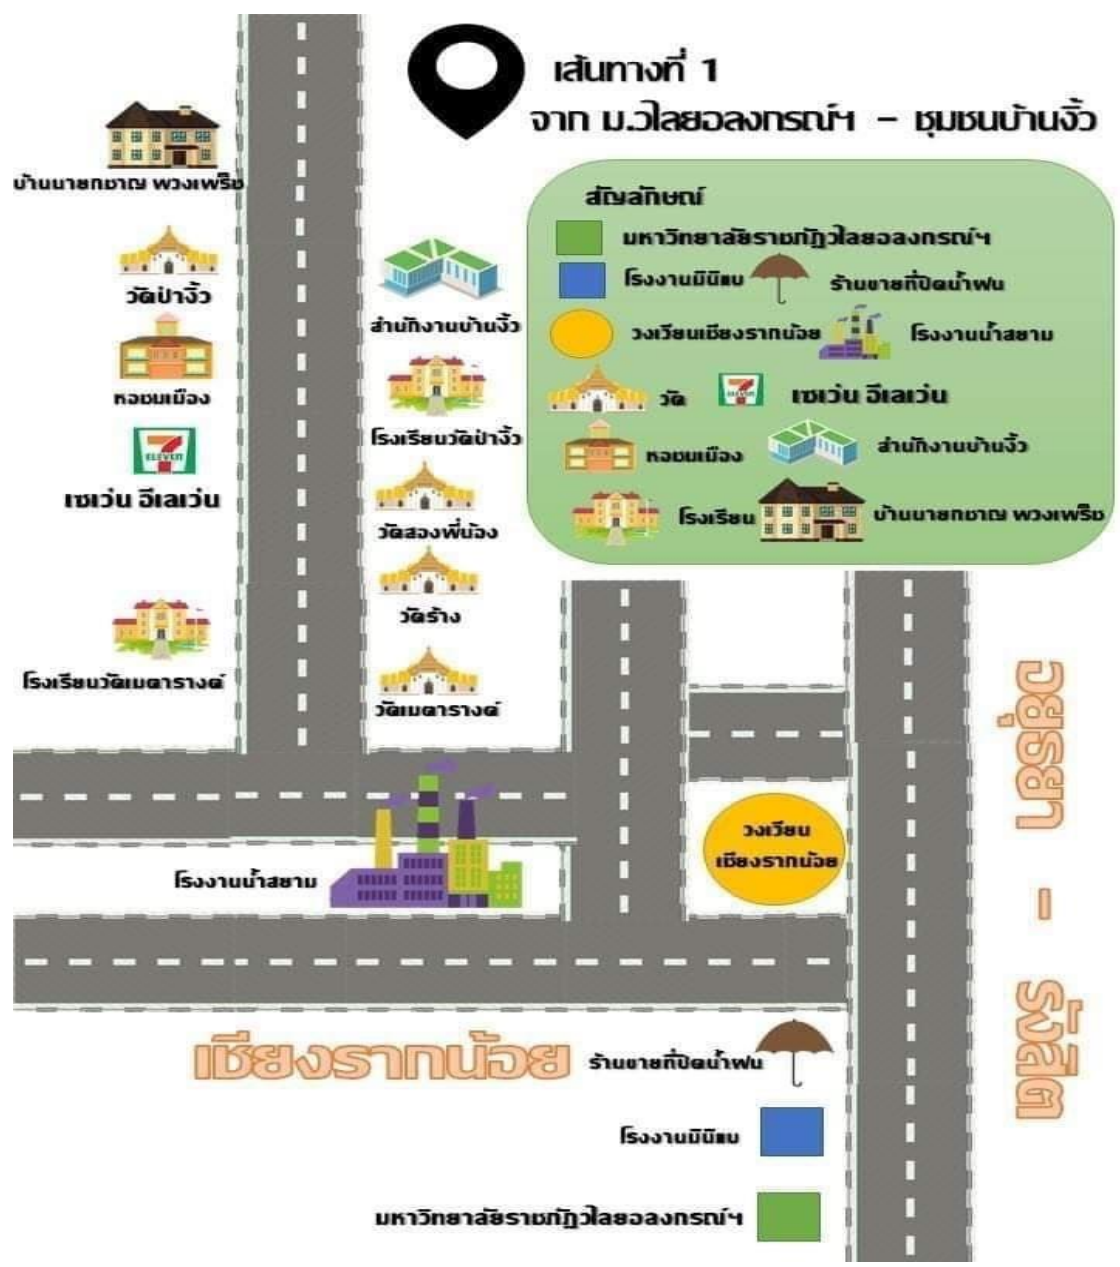 เส้นทางที่ 1
จาก ม.วไลยอลงกรณ์ฯ - ชุมชนบ้านงิ้ว
สัญลักษณ์
มหาวิทยาลัยราชภัฏวไลยอลงกรณ์ฯ
โรงงานมินิแบ
ร้านขายที่ปัดน้ำฝน
วงเวียนเชียงรากน้อย
โรงงานน้ำสยาม
วัด
7 ELEVEN
เซเว่น อีเลเว่น
หอชมเมือง
สำนักงานบ้านงิ้ว
โรงเรียน
บ้านนายกชาญ พวงเพ็ชร
บ้านนายกชาญ พวงเพ็ชร
วัดป่างิ้ว
หอชมเมือง
7 ELEVEN
เซเว่น อีเลเว่น
โรงเรียนวัดเมตารางค์
สำนักงานบ้านงิ้ว
โรงเรียนวัดป่างิ้ว
วัดสองพี่น้อง
วัดร้าง
วัดเมตารางค์
โรงงานน้ำสยาม
วงเวียน
เชียงรากน้อย
อยุธยา - รังสิต
เชียงรากน้อย
ร้านขายที่ปัดน้ำฝน
โรงงานมินิแบ
มหาวิทยาลัยราชภัฏวไลยอลงกรณ์ฯ